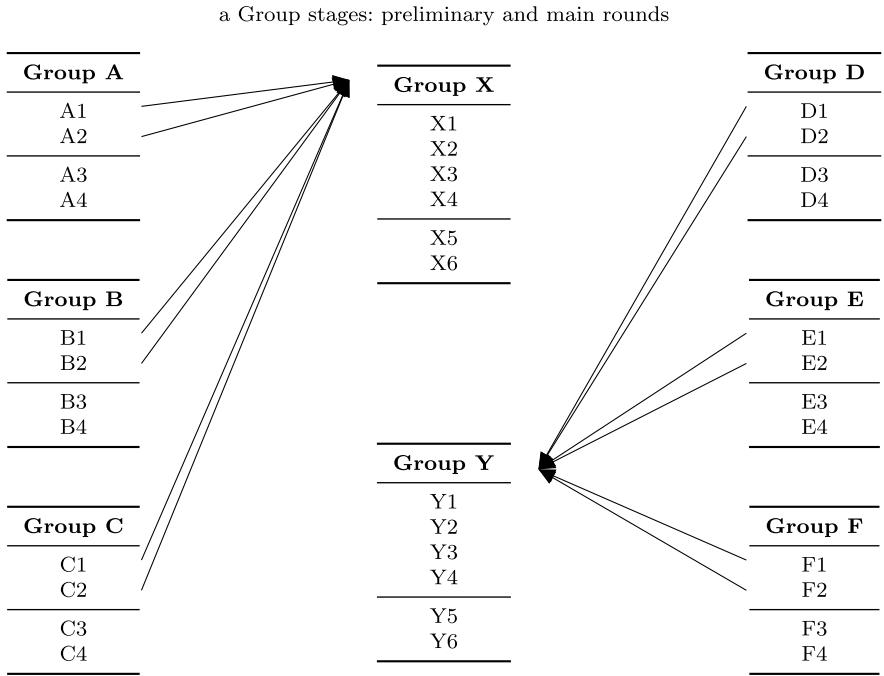 a Group stages: preliminary and main rounds
Group A
A1
A2
A3
A4
Group B
B1
B2
B3
B4
Group C
C1
C2
C3
C4
Group X
X1
X2
X3
X4
X5
X6
Group Y
Y1
Y2
Y3
Y4
Y5
Y6
Group D
D1
D2
D3
D4
Group E
E1
E2
E3
E4
Group F
F1
F2
F3
F4